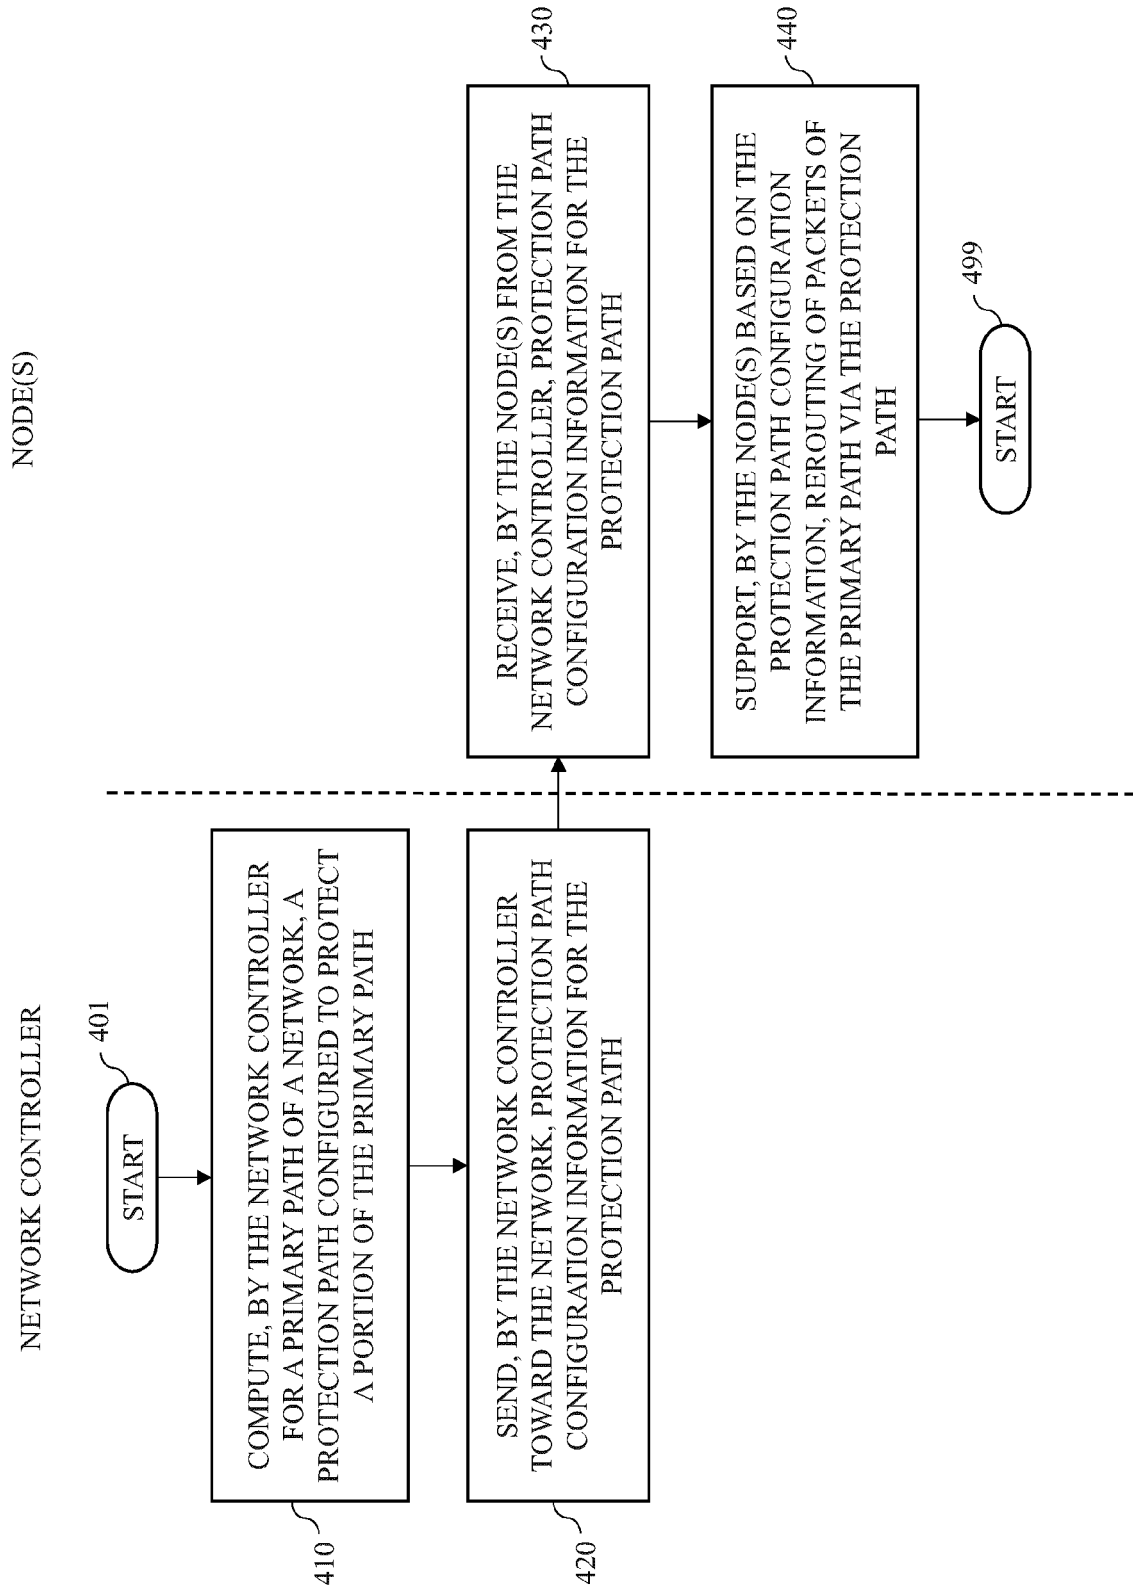 NETWORK CONTROLLER
NODE(S)
START
401
COMPUTE, BY THE NETWORK CONTROLLER
FOR A PRIMARY PATH OF A NETWORK, A
PROTECTION PATH CONFIGURED TO PROTECT
A PORTION OF THE PRIMARY PATH
410
SEND, BY THE NETWORK CONTROLLER
TOWARD THE NETWORK, PROTECTION PATH
CONFIGURATION INFORMATION FOR THE
PROTECTION PATH
420
RECEIVE, BY THE NODE(S) FROM THE
NETWORK CONTROLLER, PROTECTION PATH
CONFIGURATION INFORMATION FOR THE
PROTECTION PATH
430
SUPPORT, BY THE NODE(S) BASED ON THE
PROTECTION PATH CONFIGURATION
INFORMATION, REROUTING OF PACKETS OF
THE PRIMARY PATH VIA THE PROTECTION
PATH
440
START
499